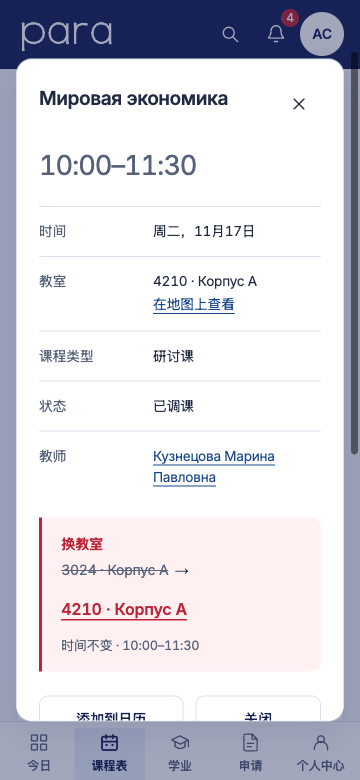 para
4
AC
Мировая экономика
10:00–11:30
时间
周二，11月17日
教室
4210 · Корпус А
在地图上查看
课程类型
研讨课
状态
已调课
教师
Кузнецова Марина
Павловна
换教室
3024 · Корпус А →
4210 · Корпус А
时间不变 · 10:00–11:30
添加到日历
关闭
今日
课程表
学业
申请
个人中心